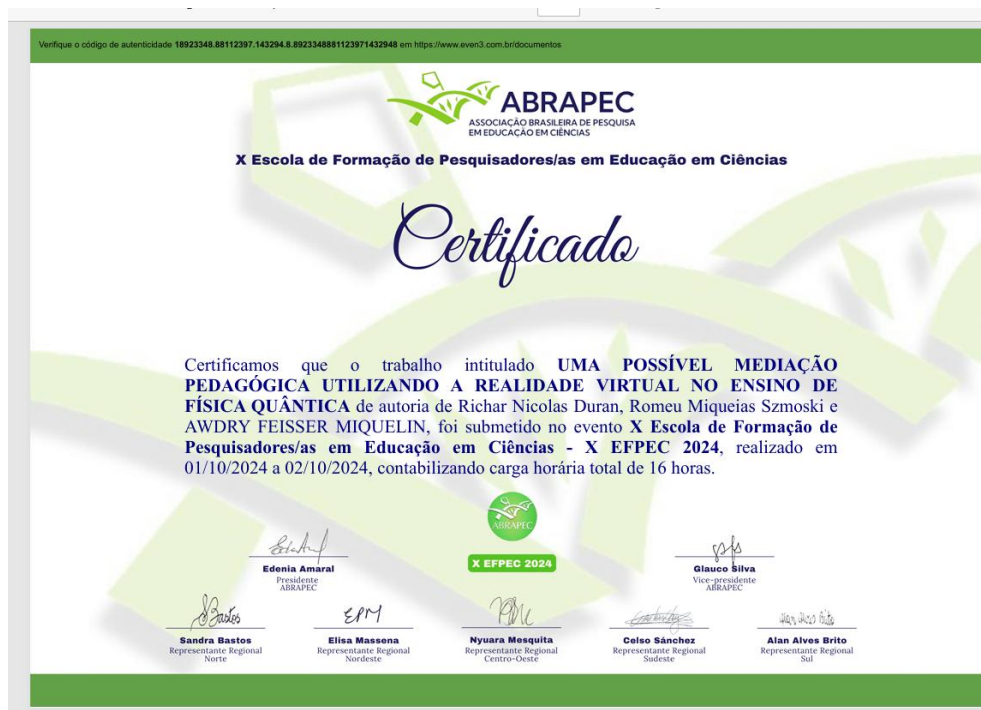 Verifique o código de autenticidade 18923348.88112397.143294.8.8923348881123971432948 em https://www.even3.com.br/documentos
ABRAPEC
ASSOCIAÇÃO BRASILEIRA DE PESQUISA
EM EDUCAÇÃO EM CIÊNCIAS
X Escola de Formação de Pesquisadores/as em Educação em Ciências
Certificado
Certificamos que o trabalho intitulado UMA POSSÍVEL MEDIAÇÃO
PEDAGÓGICA UTILIZANDO A REALIDADE VIRTUAL NO ENSINO DE
FÍSICA QUÂNTICA de autoria de Richar Nicolas Duran, Romeu Miqueias Szmoski e
AWDRY FEISSER MIQUELIN, foi submetido no evento X Escola de Formação de
Pesquisadores/as em Educação em Ciências - X EFPEC 2024, realizado em
01/10/2024 a 02/10/2024, contabilizando carga horária total de 16 horas.
ABRAPEC
X EFPEC 2024
Edenia Amaral
Presidente
ABRAPEC
Glauco Silva
Vice-presidente
ABRAPEC
SBastos
EPM
Alan Alves Brito
Sandra Bastos
Representante Regional
Norte
Elisa Massena
Representante Regional
Nordeste
Nyuara Mesquita
Representante Regional
Centro-Oeste
Celso Sánchez
Representante Regional
Sudeste
Alan Alves Brito
Representante Regional
Sul